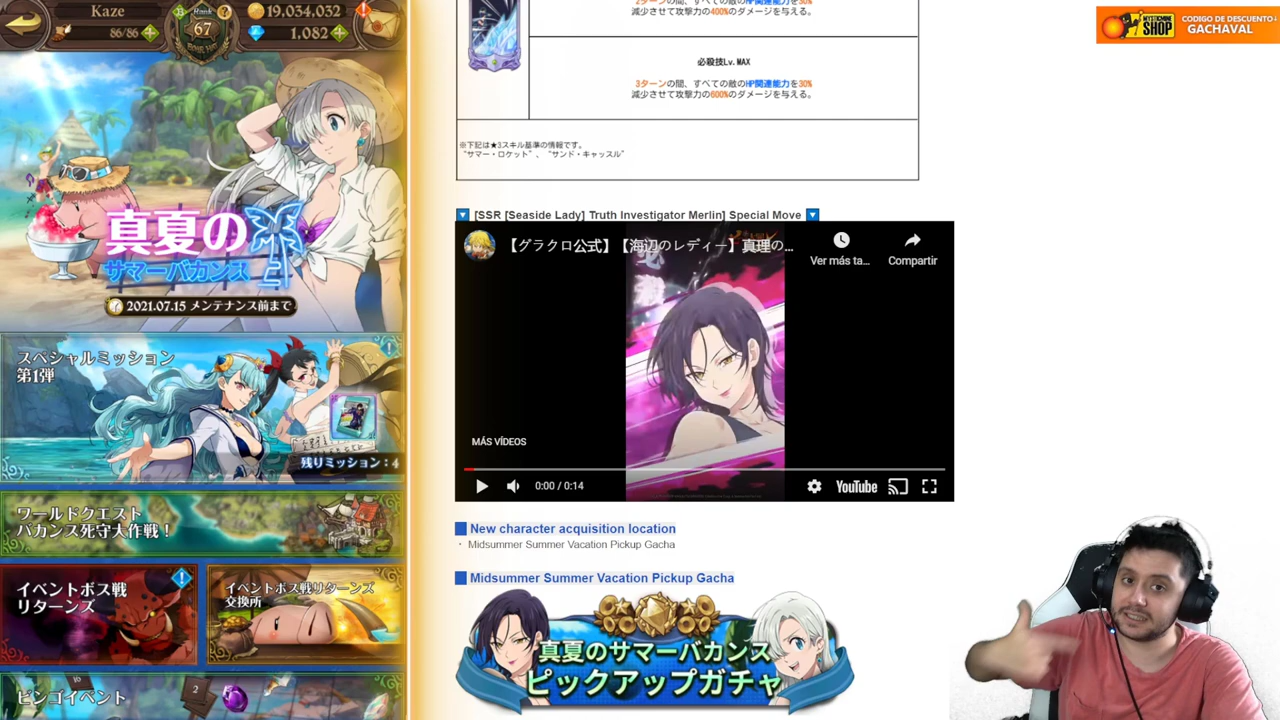 Kaze
86/86
Rank
67
19,034,032
1,082
真夏の
サマーバカンス
2021.07.15 メンテナンス前まで
スペシャルミッション
第1弾
残りミッション:4
ワールドクエスト
バカンス死守大作戦!
イベントボス戦
リターンズ
イベントボス戦リターンズ
交換所
ビンゴイベント
16
2
減少させて攻撃力の400%のダメージを与える。
必殺技Lv.MAX
3ターンの間、すべての敵のHP関連能力を30%
減少させて攻撃力の600%のダメージを与える。
※下記は★3スキル基準の情報です。
“サマー・ロケット”、“サンド・キャッスル”
[SSR [Seaside Lady] Truth Investigator Merlin] Special Move
【グラクロ公式】【海辺のレディー】真理の...
Ver más ta...
Compartir
MÁS VÍDEOS
0:00 / 0:14
YouTube
New character acquisition location
・ Midsummer Summer Vacation Pickup Gacha
Midsummer Summer Vacation Pickup Gacha
真夏のサマーバカンス
ピックアップガチャ
SHOP
CODIGO DE DESCUENTO
GACHAVAL